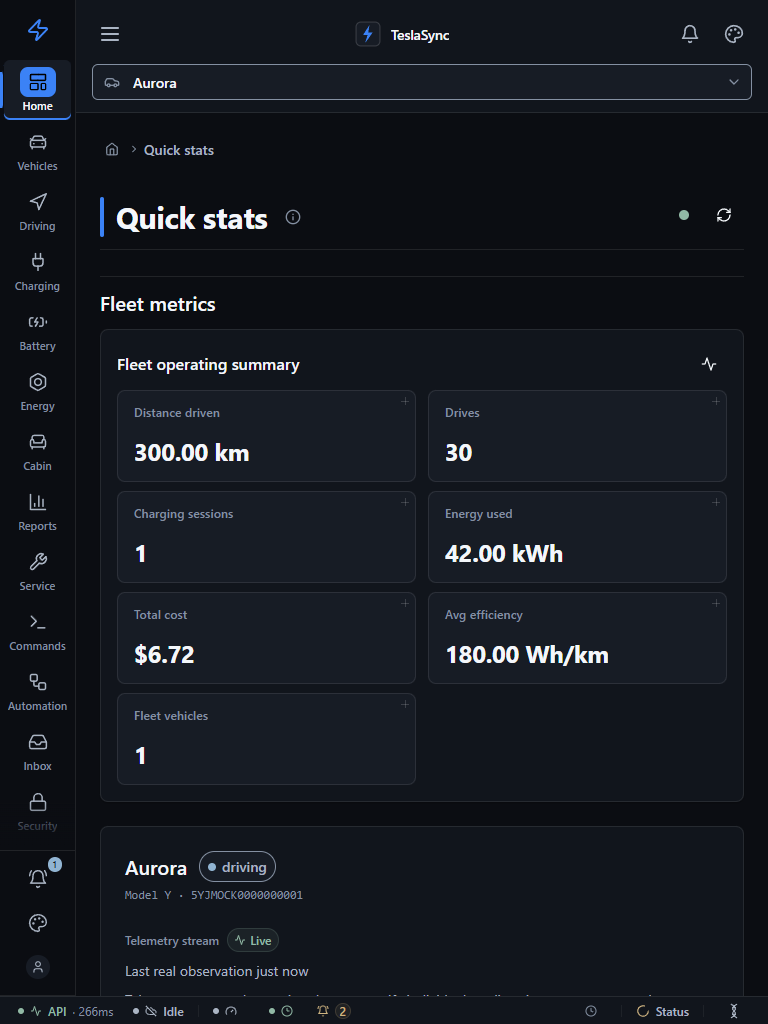 TeslaSync
Aurora
Home
Vehicles
Driving
Charging
Battery
Energy
Cabin
Reports
Service
Commands
Automation
Inbox
Security
1
Quick stats
Quick stats
Fleet metrics
Fleet operating summary
Distance driven
300.00 km
Drives
30
Charging sessions
1
Energy used
42.00 kWh
Total cost
$6.72
Avg efficiency
180.00 Wh/km
Fleet vehicles
1
Aurora
driving
Model Y · 5YJMOCK0000000001
Telemetry stream
Live
Last real observation just now
API · 266ms
Idle
2
Status